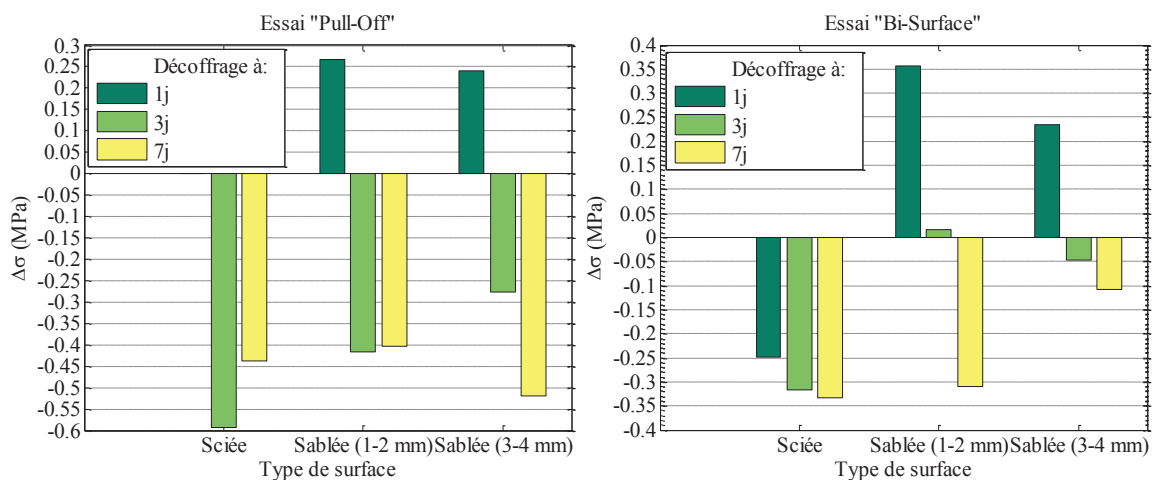 Essai "Pull-Off"
0.3
0.25
0.2
0.15
0.1
0.05
0
-0.05
-0.1
-0.15
-0.2
-0.25
-0.3
-0.35
-0.4
-0.45
-0.5
-0.55
-0.6
Δσ (MPa)
Décoffrage à:
1j
3j
7j
Sciée Sablée (1-2 mm) Sablée (3-4 mm)
Type de surface
Essai "Bi-Surface"
0.4
0.35
0.3
0.25
0.2
0.15
0.1
0.05
0
-0.05
-0.1
-0.15
-0.2
-0.25
-0.3
-0.35
-0.4
Δσ (MPa)
Décoffrage à:
1j
3j
7j
Sciée Sablée (1-2 mm) Sablée (3-4 mm)
Type de surface